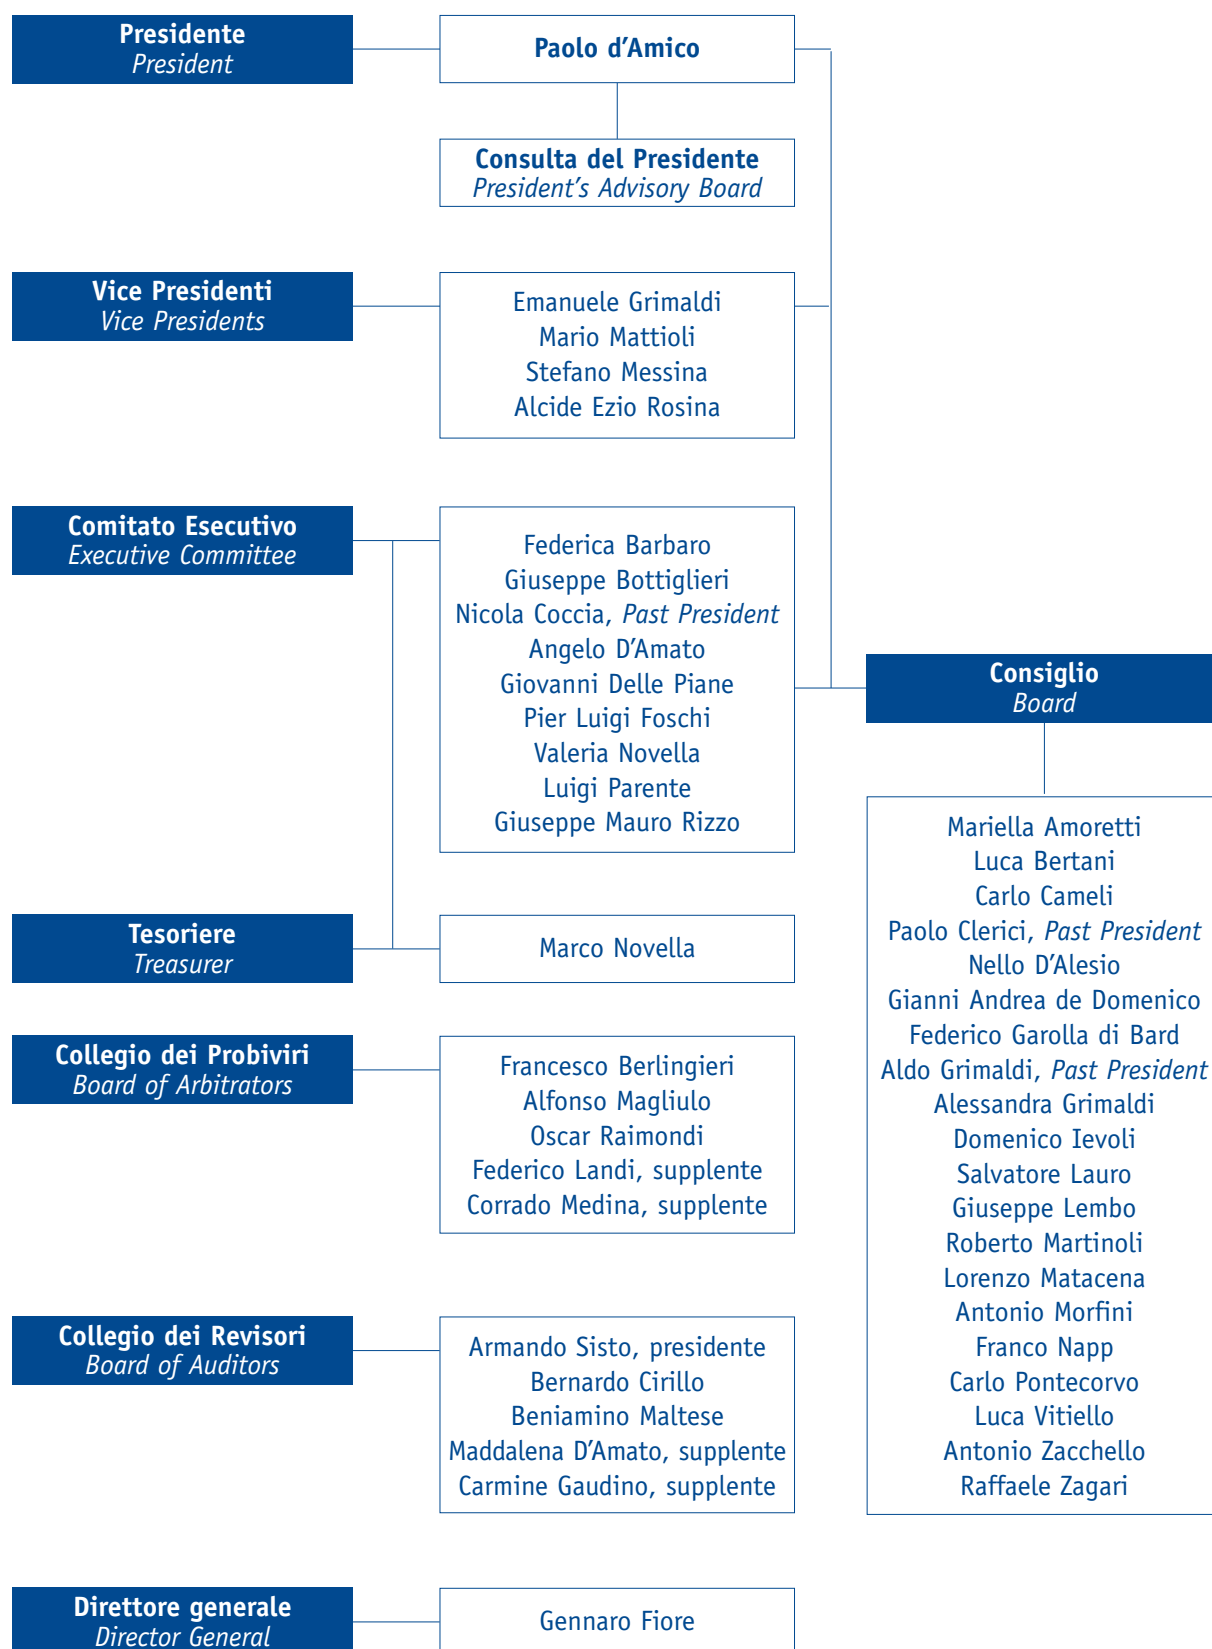 Presidente
President
Paolo d'Amico
Consulta del Presidente
President's Advisory Board
Vice Presidenti
Vice Presidents
Emanuele Grimaldi
Mario Mattioli
Stefano Messina
Alcide Ezio Rosina
Comitato Esecutivo
Executive Committee
Federica Barbaro
Giuseppe Bottiglieri
Nicola Coccia, Past President
Angelo D'Amato
Giovanni Delle Piane
Pier Luigi Foschi
Valeria Novella
Luigi Parente
Giuseppe Mauro Rizzo
Consiglio
Board
Mariella Amoretti
Luca Bertani
Carlo Cameli
Paolo Clerici, Past President
Nello D'Alesio
Gianni Andrea de Domenico
Federico Garolla di Bard
Aldo Grimaldi, Past President
Alessandra Grimaldi
Domenico Ievoli
Salvatore Lauro
Giuseppe Lembo
Roberto Martinoli
Lorenzo Matacena
Antonio Morfini
Franco Napp
Carlo Pontecorvo
Luca Vitiello
Antonio Zacchello
Raffaele Zagari
Tesoriere
Treasurer
Marco Novella
Collegio dei Probiviri
Board of Arbitrators
Francesco Berlingieri
Alfonso Magliulo
Oscar Raimondi
Federico Landi, supplente
Corrado Medina, supplente
Collegio dei Revisori
Board of Auditors
Armando Sisto, presidente
Bernardo Cirillo
Beniamino Maltese
Maddalena D'Amato, supplente
Carmine Gaudino, supplente
Direttore generale
Director General
Gennaro Fiore